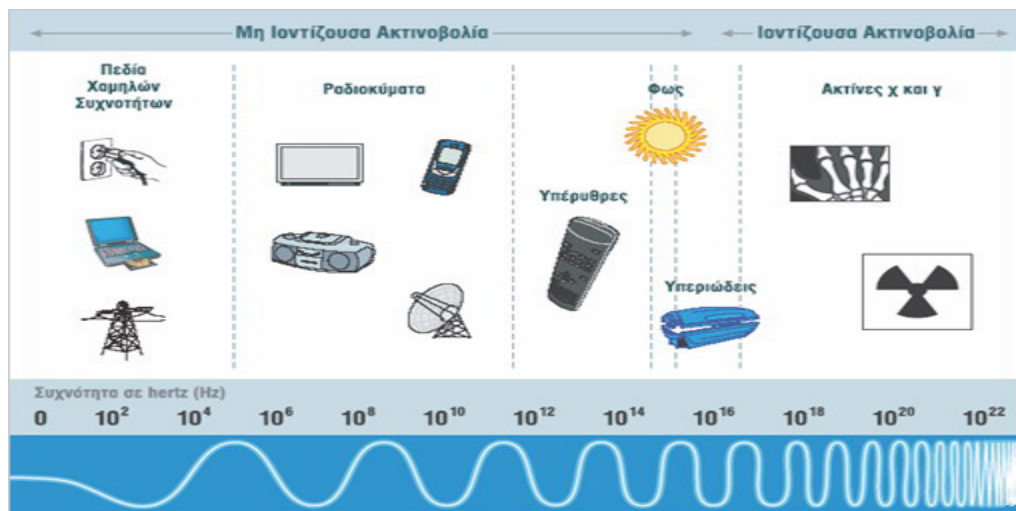 Μη Ιοντίζουσα Ακτινοβολία Ιοντίζουσα Ακτινοβολία
Πεδία
Χαμηλών
Συχνοτήτων
Ραδιοκύματα
Φως
Ακτίνες χ και γ
Υπέρυθρες
Υπεριώδεις
Συχνότητα σε hertz (Hz)
0 10² 10⁴ 10⁶ 10⁸ 10¹⁰ 10¹² 10¹⁴ 10¹⁶ 10¹⁸ 10²⁰ 10²²